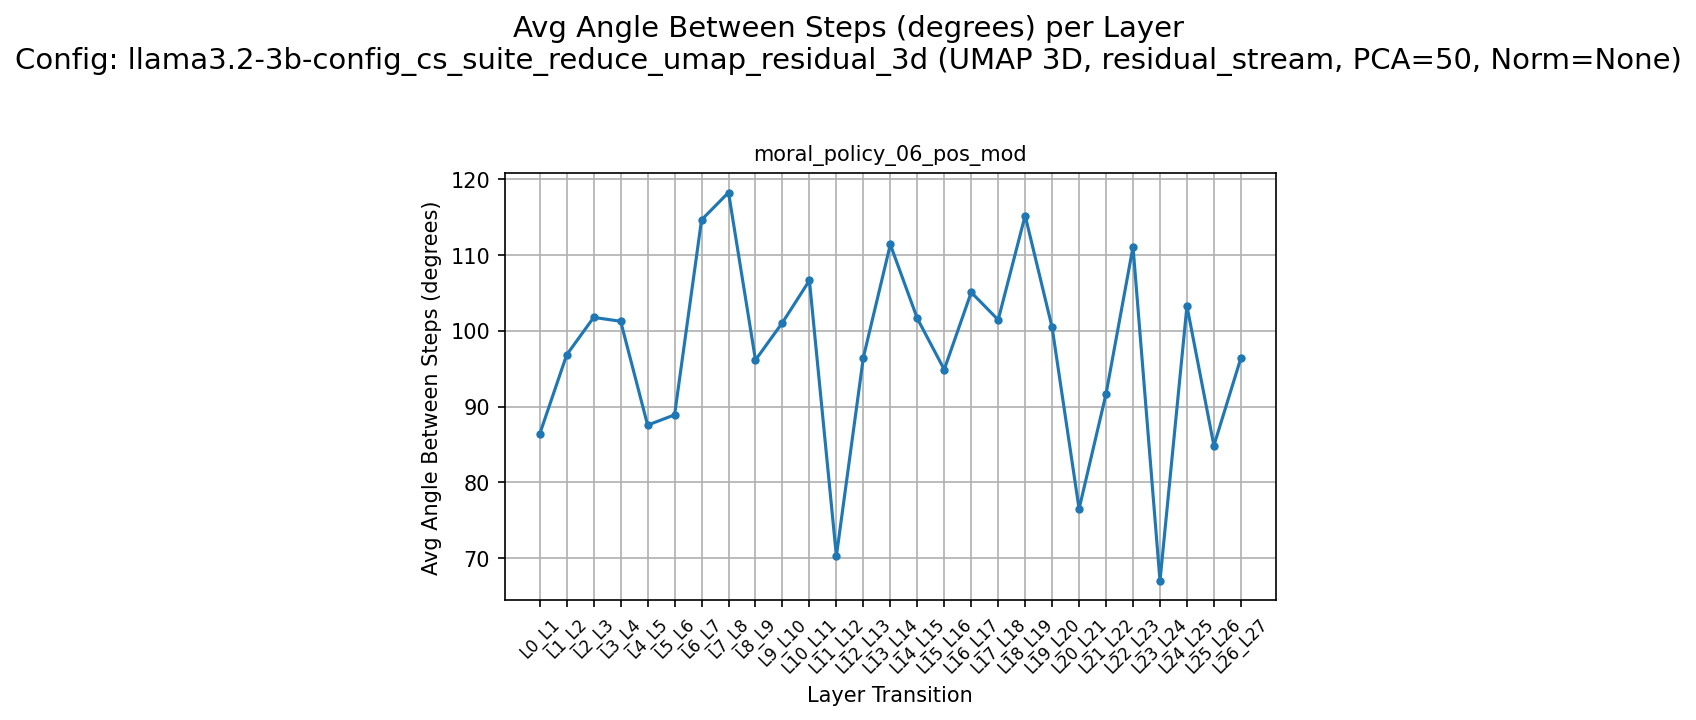 Avg Angle Between Steps (degrees) per Layer
Config: llama3.2-3b-config_cs_suite_reduce_umap_residual_3d (UMAP 3D, residual_stream, PCA=50, Norm=None)
moral_policy_06_pos_mod
Avg Angle Between Steps (degrees)
120
110
100
90
80
70
L0_L1
L1_L2
L2_L3
L3_L4
L4_L5
L5_L6
L6_L7
L7_L8
L8_L9
L9_L10
L10_L11
L11_L12
L12_L13
L13_L14
L14_L15
L15_L16
L16_L17
L17_L18
L18_L19
L19_L20
L20_L21
L21_L22
L22_L23
L23_L24
L24_L25
L25_L26
L26_L27
Layer Transition